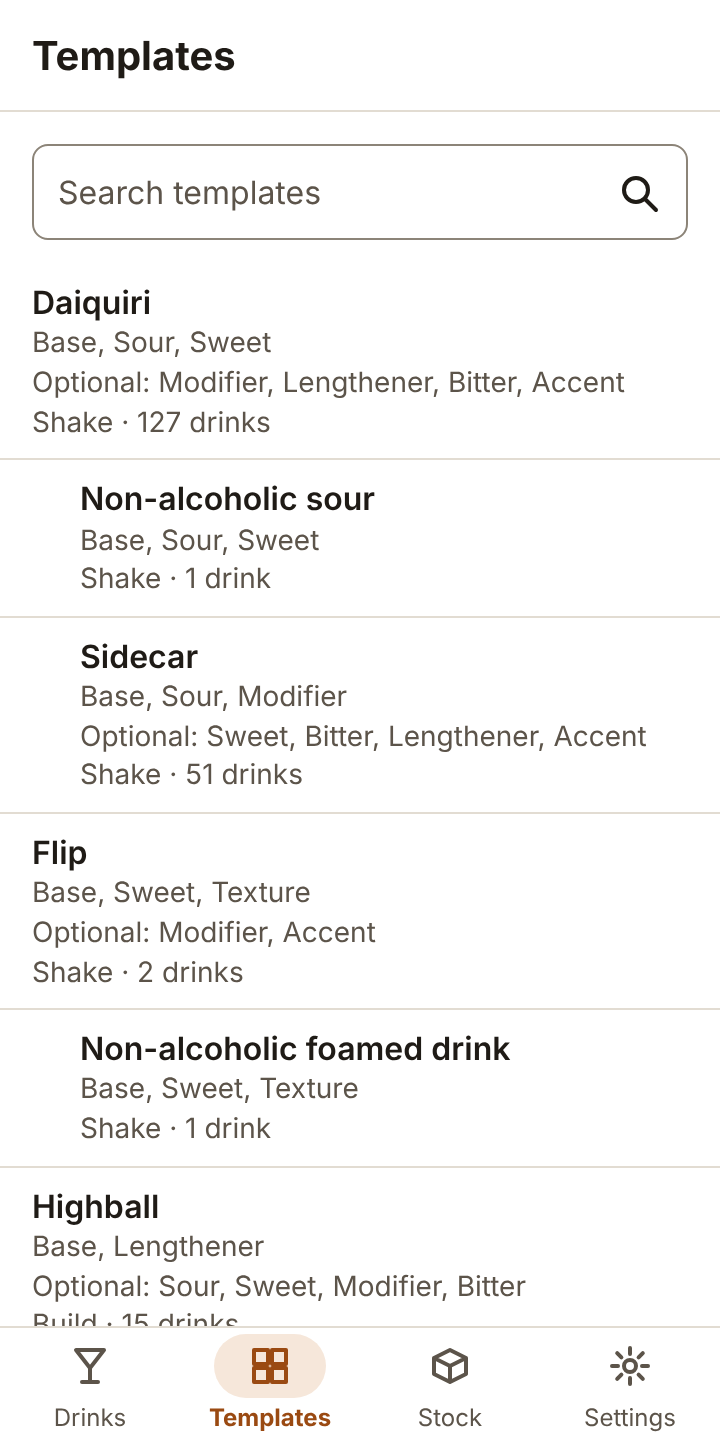 Templates
Search templates
Daiquiri
Base, Sour, Sweet
Optional: Modifier, Lengthener, Bitter, Accent
Shake · 127 drinks
Non-alcoholic sour
Base, Sour, Sweet
Shake · 1 drink
Sidecar
Base, Sour, Modifier
Optional: Sweet, Bitter, Lengthener, Accent
Shake · 51 drinks
Flip
Base, Sweet, Texture
Optional: Modifier, Accent
Shake · 2 drinks
Non-alcoholic foamed drink
Base, Sweet, Texture
Shake · 1 drink
Highball
Base, Lengthener
Optional: Sour, Sweet, Modifier, Bitter
Build · 15 drinks
Drinks
Templates
Stock
Settings